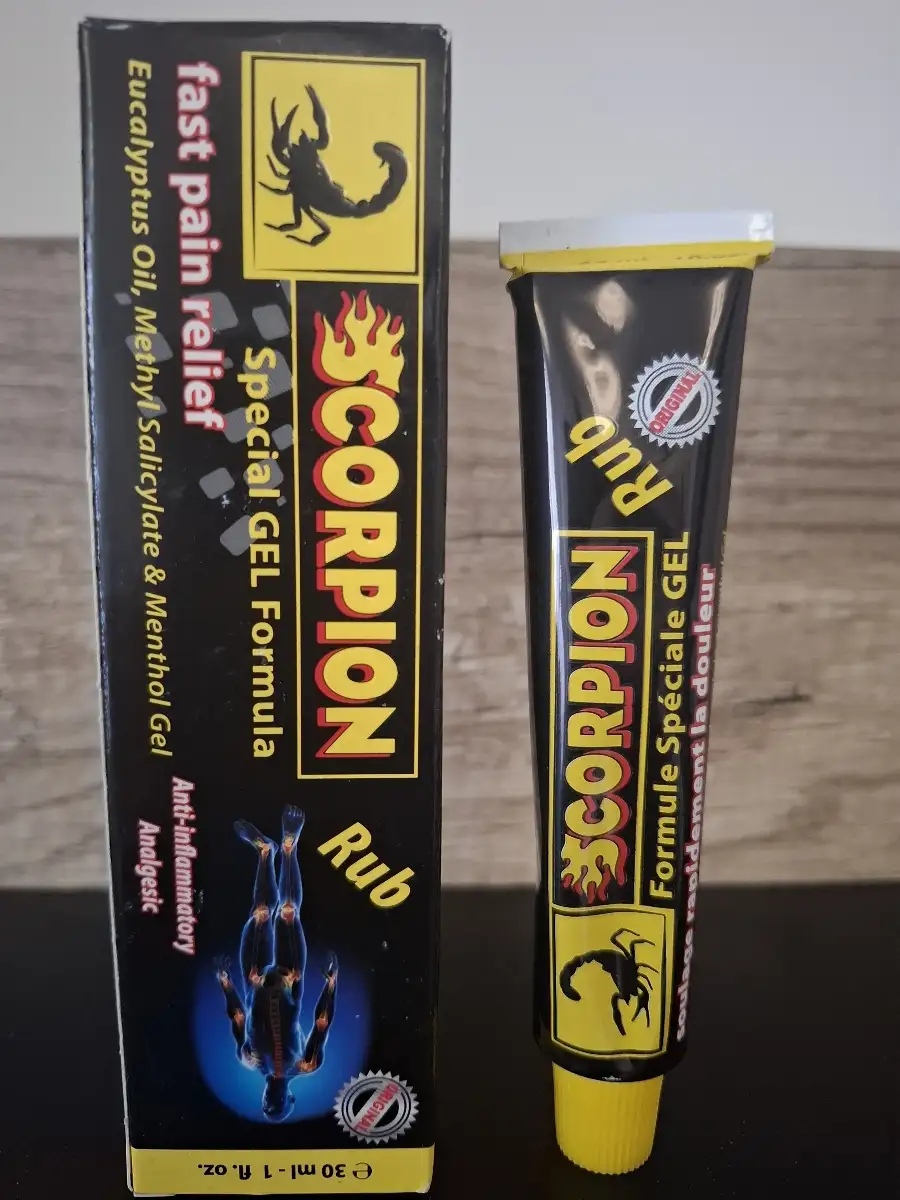 SCORPION
Rub
Special GEL Formula
fast pain relief
Eucalyptus Oil, Methyl Salicylate & Menthol Gel
Anti-inflammatory
Analgesic
ORIGINAL
℮ 30 ml - 1 fl. oz.
SCORPION
Rub
Formule Spéciale GEL
soulage rapidement la douleur
ORIGINAL